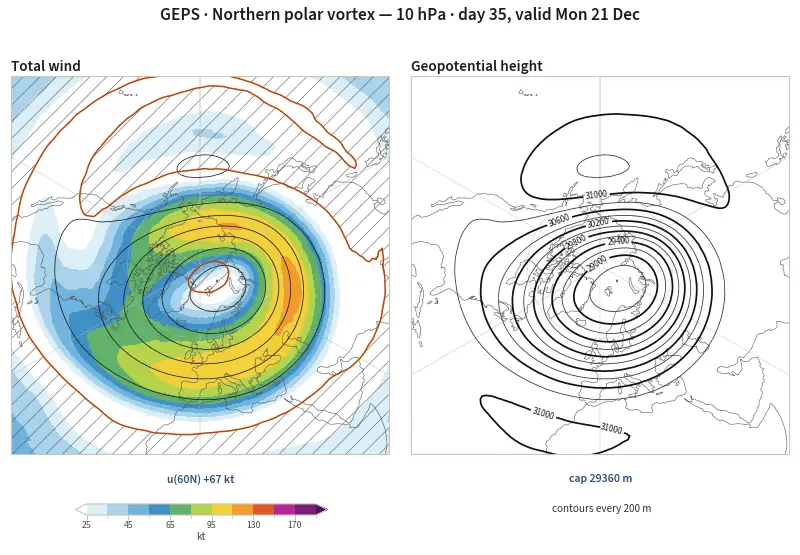 GEPS · Northern polar vortex — 10 hPa · day 35, valid Mon 21 Dec
Total wind
Geopotential height
31000
30600
30200
29800
29400
29000
31000
31000
u(60N) +67 kt
cap 29360 m
contours every 200 m
25 45 65 95 130 170
kt